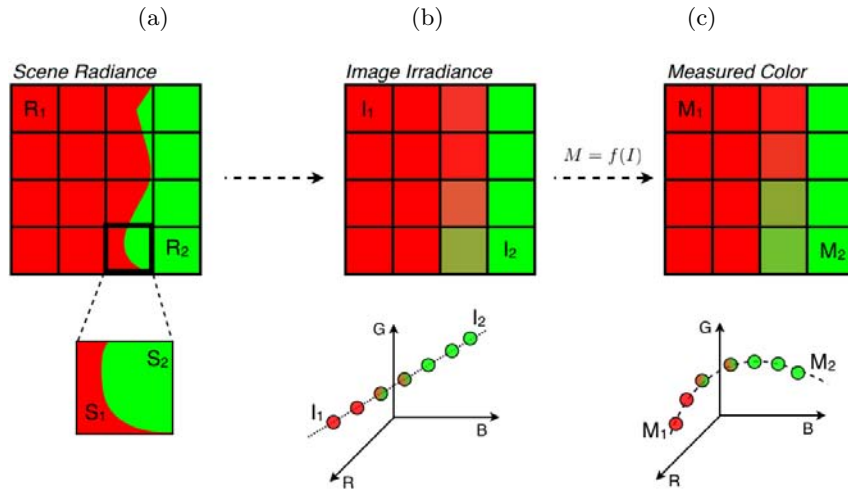 (a) (b) (c)
Scene Radiance Image Irradiance Measured Color
R₁ I₁ M₁
M = f(I)
R₂ I₂ M₂
G I₂ G
S₂ M₂
S₁ I₁ B M₁ B
R R